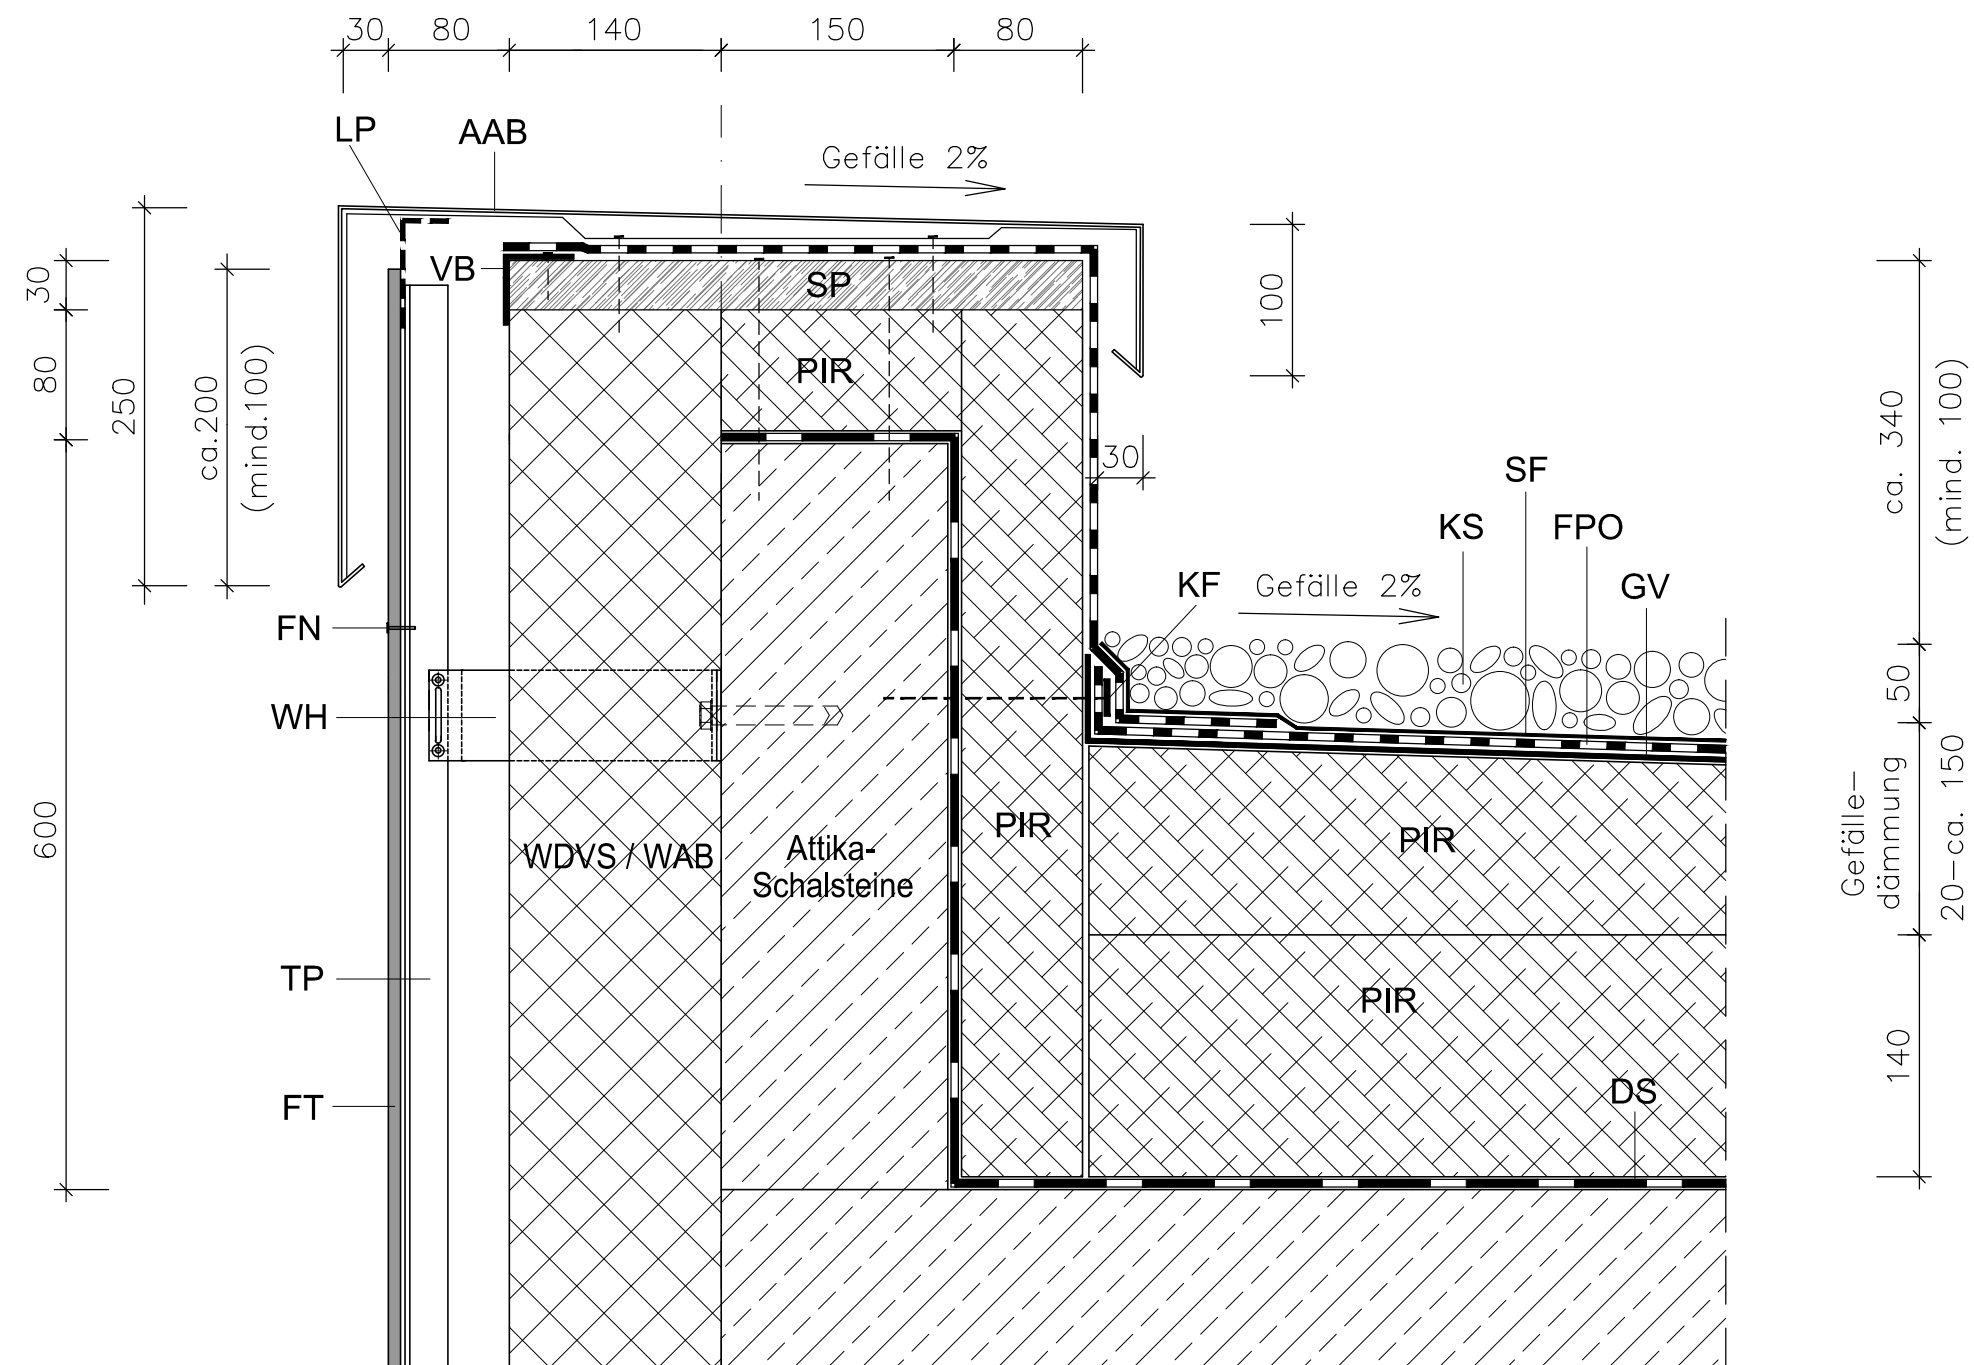 30 80 140 150 80
LP
AAB
Gefälle 2%
VB
SP
30
80
250
ca.200
(mind.100)
600
PIR
100
30
ca. 340
(mind. 100)
SF
KS
FPO
KF
Gefälle 2%
GV
FN
WH
50
WDVS / WAB
Attika-
Schalsteine
PIR
PIR
Gefälle-
dämmung
20-ca. 150
TP
PIR
140
FT
DS